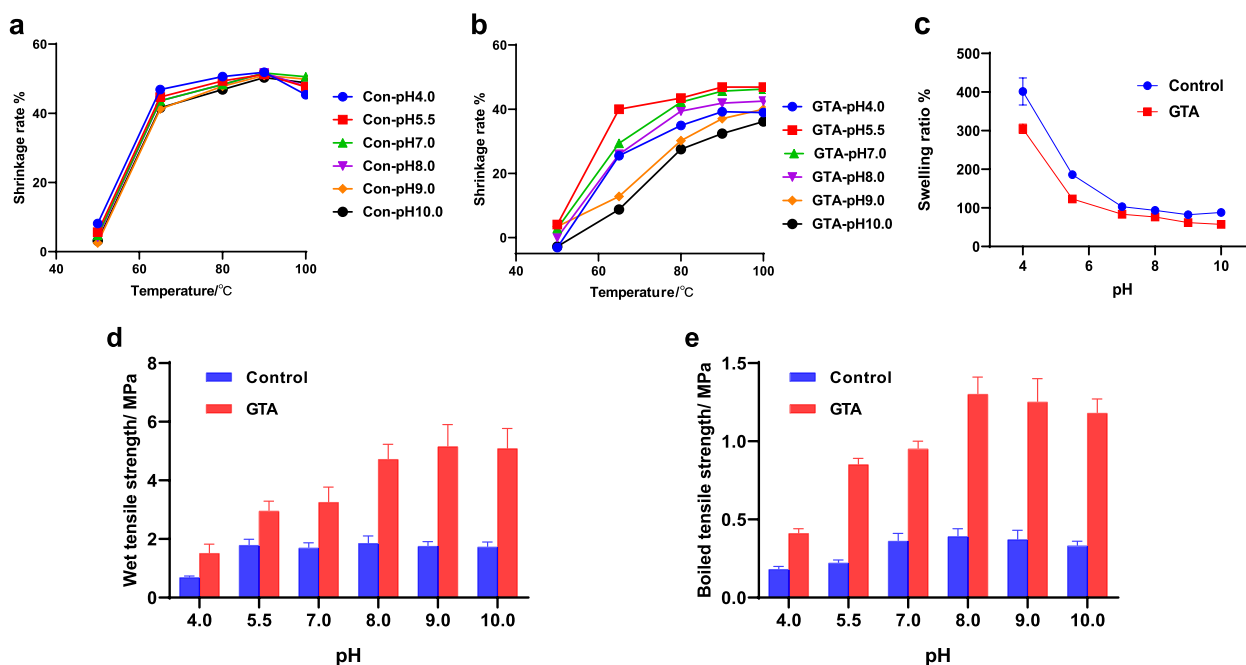 a
60
40
20
0
40
60
80
100
Shrinkage rate %
Temperature/°C
Con-pH4.0
Con-pH5.5
Con-pH7.0
Con-pH8.0
Con-pH9.0
Con-pH10.0
b
60
40
20
0
40
60
80
100
Shrinkage rate %
Temperature/°C
GTA-pH4.0
GTA-pH5.5
GTA-pH7.0
GTA-pH8.0
GTA-pH9.0
GTA-pH10.0
c
500
400
300
200
100
0
4
6
8
10
Swelling ratio %
pH
Control
GTA
d
8
6
4
2
0
4.0
5.5
7.0
8.0
9.0
10.0
Wet tensile strength/ MPa
pH
Control
GTA
e
1.5
1.0
0.5
0.0
4.0
5.5
7.0
8.0
9.0
10.0
Boiled tensile strength/ MPa
pH
Control
GTA